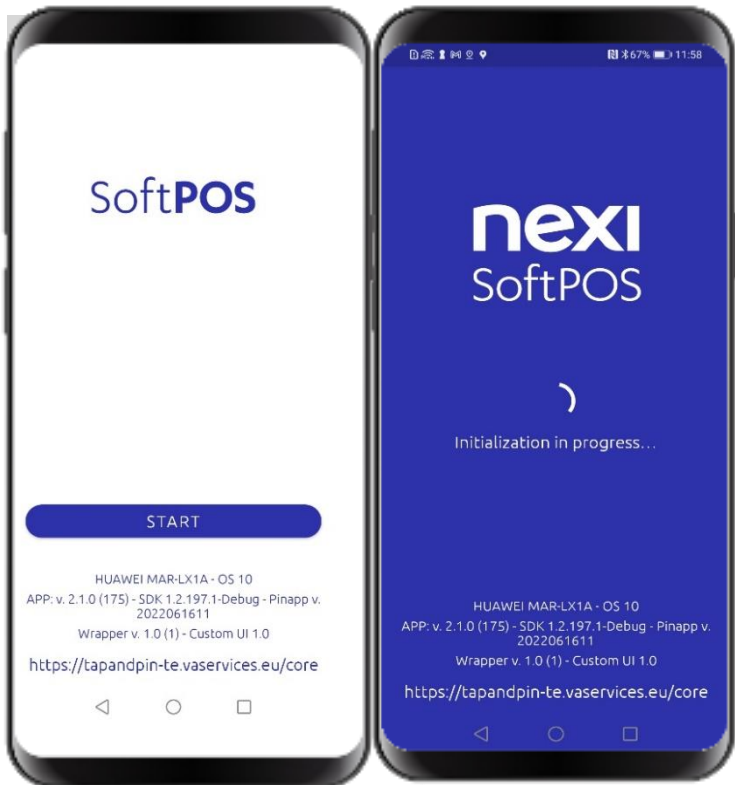 SoftPOS
START
HUAWEI MAR-LX1A - OS 10
APP: v. 2.1.0 (175) - SDK 1.2.197.1-Debug - Pinapp v.
2022061611
Wrapper v. 1.0 (1) - Custom UI 1.0
https://tapandpin-te.vaservices.eu/core
67% 11:58
nexi
SoftPOS
Initialization in progress...
HUAWEI MAR-LX1A - OS 10
APP: v. 2.1.0 (175) - SDK 1.2.197.1-Debug - Pinapp v.
2022061611
Wrapper v. 1.0 (1) - Custom UI 1.0
https://tapandpin-te.vaservices.eu/core